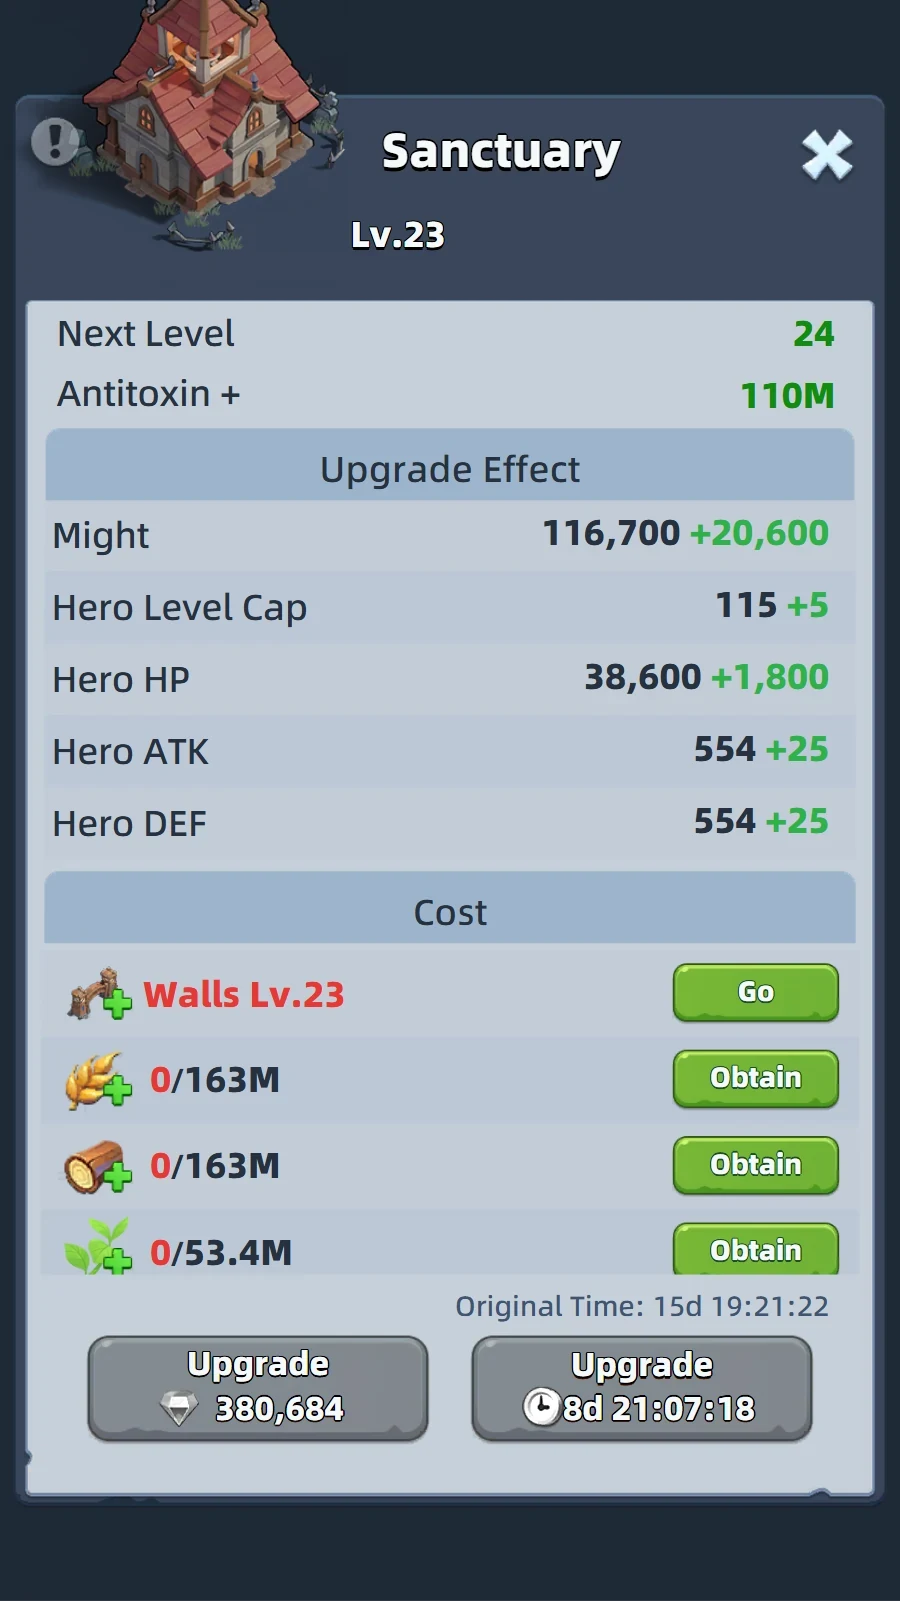 Sanctuary
Lv.23
Next Level 24
Antitoxin + 110M
Upgrade Effect
Might 116,700 +20,600
Hero Level Cap 115 +5
Hero HP 38,600 +1,800
Hero ATK 554 +25
Hero DEF 554 +25
Cost
Walls Lv.23 Go
0/163M Obtain
0/163M Obtain
0/53.4M Obtain
Original Time: 15d 19:21:22
Upgrade Upgrade
380,684 8d 21:07:18